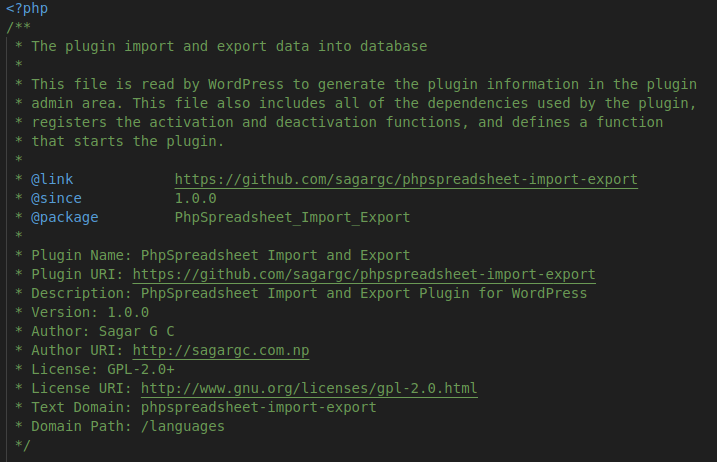 <?php
/**
 * The plugin import and export data into database
 *
 * This file is read by WordPress to generate the plugin information in the plugin
 * admin area. This file also includes all of the dependencies used by the plugin,
 * registers the activation and deactivation functions, and defines a function
 * that starts the plugin.
 *
 * @link            https://github.com/sagargc/phpspreadsheet-import-export
 * @since           1.0.0
 * @package         PhpSpreadsheet_Import_Export
 *
 * Plugin Name: PhpSpreadsheet Import and Export
 * Plugin URI: https://github.com/sagargc/phpspreadsheet-import-export
 * Description: PhpSpreadsheet Import and Export Plugin for WordPress
 * Version: 1.0.0
 * Author: Sagar G C
 * Author URI: http://sagargc.com.np
 * License: GPL-2.0+
 * License URI: http://www.gnu.org/licenses/gpl-2.0.html
 * Text Domain: phpspreadsheet-import-export
 * Domain Path: /languages
 */